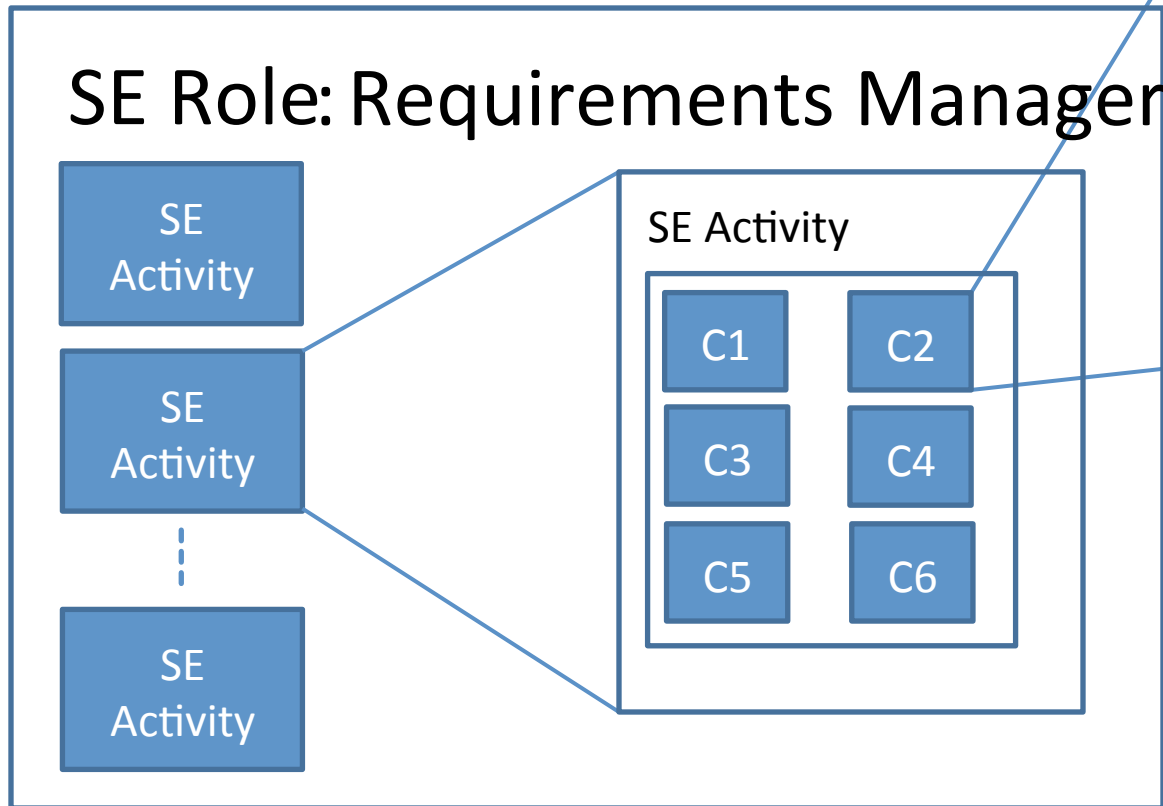 SE Role: Requirements Manager
SE
Activity
SE
Activity
SE
Activity
SE Activity
C1
C2
C3
C4
C5
C6